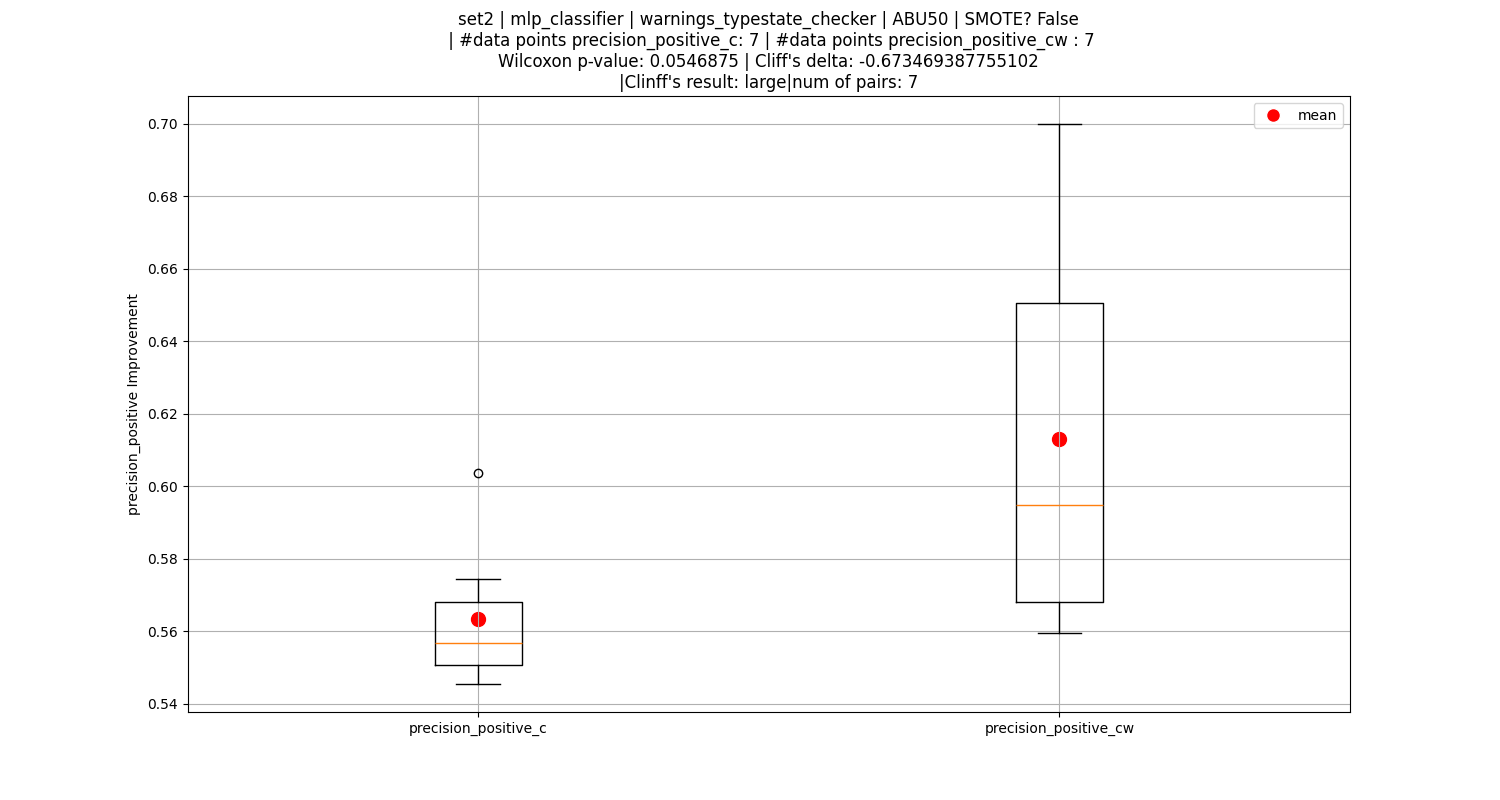 set2 | mlp_classifier | warnings_typestate_checker | ABU50 | SMOTE? False
| #data points precision_positive_c: 7 | #data points precision_positive_cw : 7
Wilcoxon p-value: 0.0546875 | Cliff's delta: -0.673469387755102
|Clinff's result: large|num of pairs: 7
mean
0.70
0.68
0.66
0.64
0.62
0.60
0.58
0.56
0.54
precision_positive Improvement
precision_positive_c
precision_positive_cw